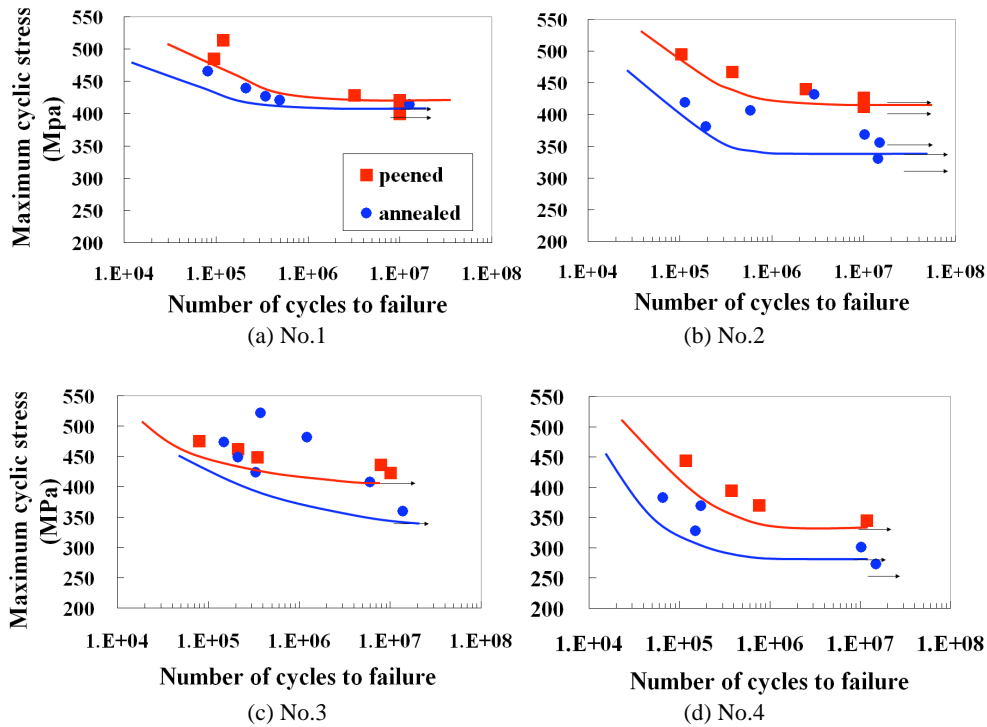 Maximum cyclic stress
(Mpa)
550
500
450
400
350
300
250
200
peened
annealed
1.E+04 1.E+05 1.E+06 1.E+07 1.E+08
Number of cycles to failure
(a) No.1
550
500
450
400
350
300
250
200
1.E+04 1.E+05 1.E+06 1.E+07 1.E+08
Number of cycles to failure
(b) No.2
Maximum cyclic stress
(MPa)
550
500
450
400
350
300
250
200
1.E+04 1.E+05 1.E+06 1.E+07 1.E+08
Number of cycles to failure
(c) No.3
550
500
450
400
350
300
250
200
1.E+04 1.E+05 1.E+06 1.E+07 1.E+08
Number of cycles to failure
(d) No.4